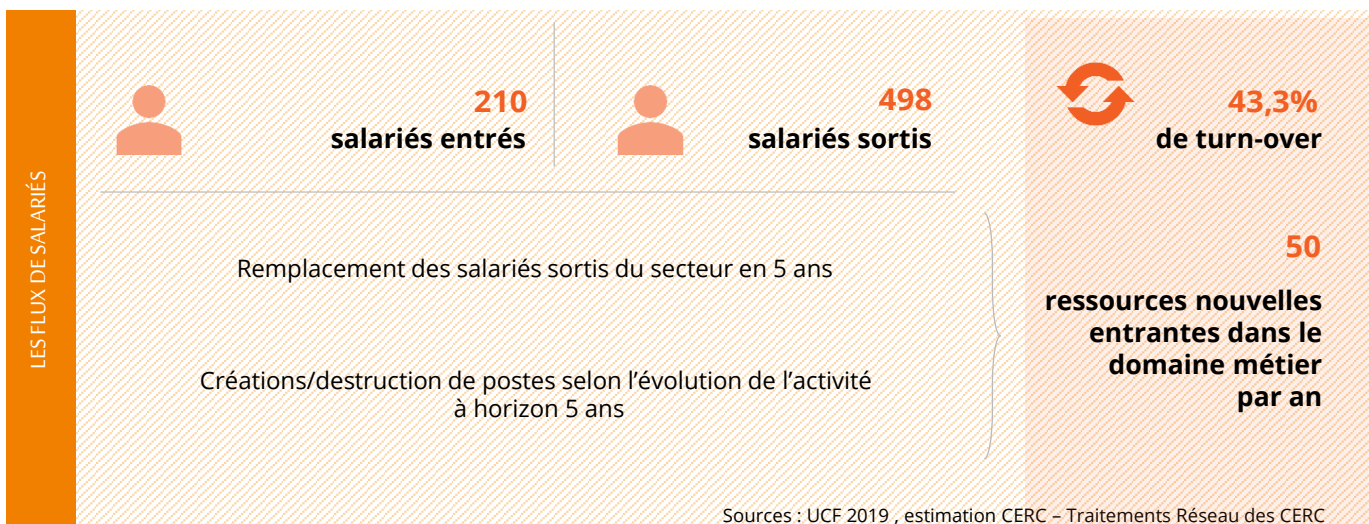 LES FLUX DE SALARIÉS
210
salariés entrés
498
salariés sortis
43,3%
de turn-over
Remplacement des salariés sortis du secteur en 5 ans
Créations/destruction de postes selon l’évolution de l’activité
à horizon 5 ans
50
ressources nouvelles
entrantes dans le
domaine métier
par an
Sources : UCF 2019 , estimation CERC – Traitements Réseau des CERC